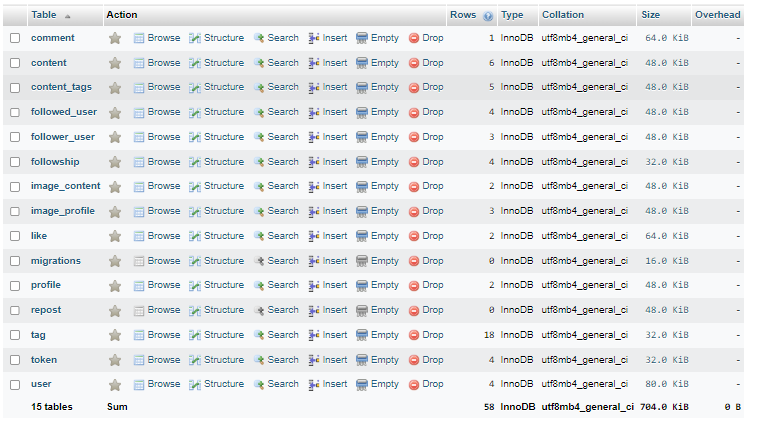 Table Action Rows Type Collation Size Overhead
comment Browse Structure Search Insert Empty Drop 1 InnoDB utf8mb4_general_ci 64.0 KiB -
content Browse Structure Search Insert Empty Drop 6 InnoDB utf8mb4_general_ci 48.0 KiB -
content_tags Browse Structure Search Insert Empty Drop 5 InnoDB utf8mb4_general_ci 48.0 KiB -
followed_user Browse Structure Search Insert Empty Drop 4 InnoDB utf8mb4_general_ci 48.0 KiB -
follower_user Browse Structure Search Insert Empty Drop 3 InnoDB utf8mb4_general_ci 48.0 KiB -
followship Browse Structure Search Insert Empty Drop 4 InnoDB utf8mb4_general_ci 32.0 KiB -
image_content Browse Structure Search Insert Empty Drop 2 InnoDB utf8mb4_general_ci 48.0 KiB -
image_profile Browse Structure Search Insert Empty Drop 3 InnoDB utf8mb4_general_ci 48.0 KiB -
like Browse Structure Search Insert Empty Drop 2 InnoDB utf8mb4_general_ci 64.0 KiB -
migrations Browse Structure Search Insert Empty Drop 0 InnoDB utf8mb4_general_ci 16.0 KiB -
profile Browse Structure Search Insert Empty Drop 2 InnoDB utf8mb4_general_ci 48.0 KiB -
repost Browse Structure Search Insert Empty Drop 0 InnoDB utf8mb4_general_ci 48.0 KiB -
tag Browse Structure Search Insert Empty Drop 18 InnoDB utf8mb4_general_ci 32.0 KiB -
token Browse Structure Search Insert Empty Drop 4 InnoDB utf8mb4_general_ci 32.0 KiB -
user Browse Structure Search Insert Empty Drop 4 InnoDB utf8mb4_general_ci 80.0 KiB -
15 tables Sum 58 InnoDB utf8mb4_general_ci 704.0 KiB 0 B